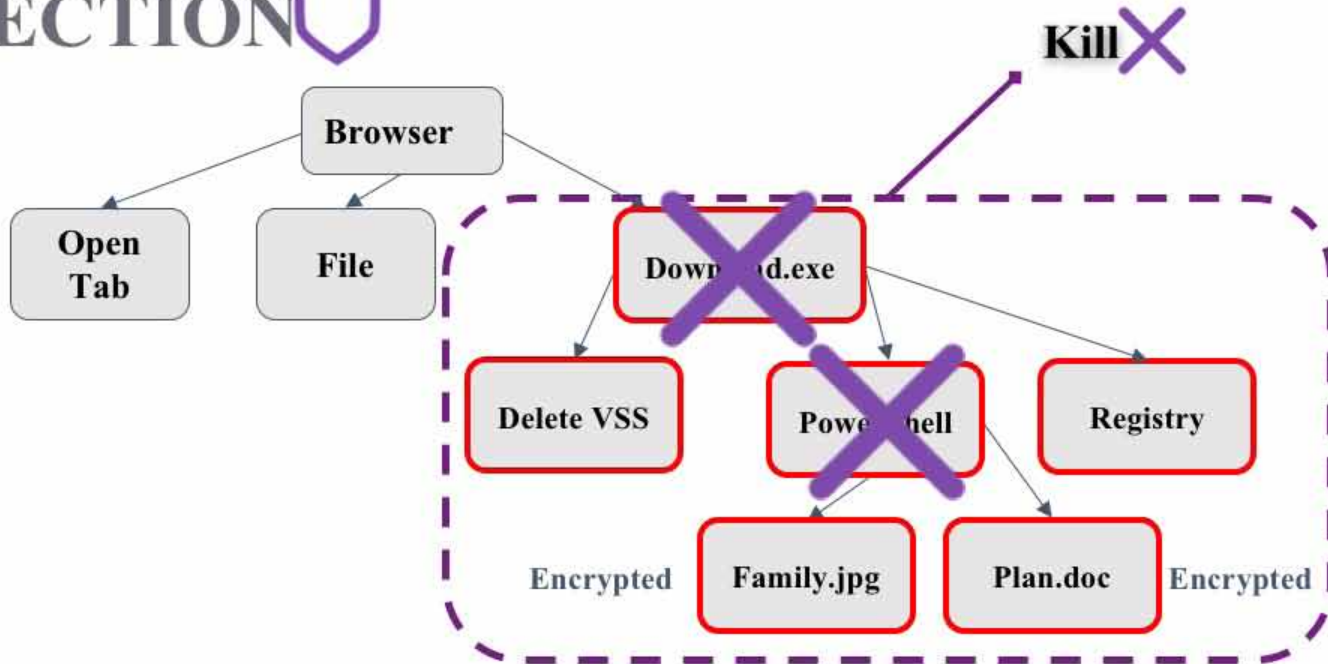 ECTION
Kill
Browser
Open
Tab
File
Delete VSS
Registry
Encrypted
Family.jpg
Plan.doc
Encrypted